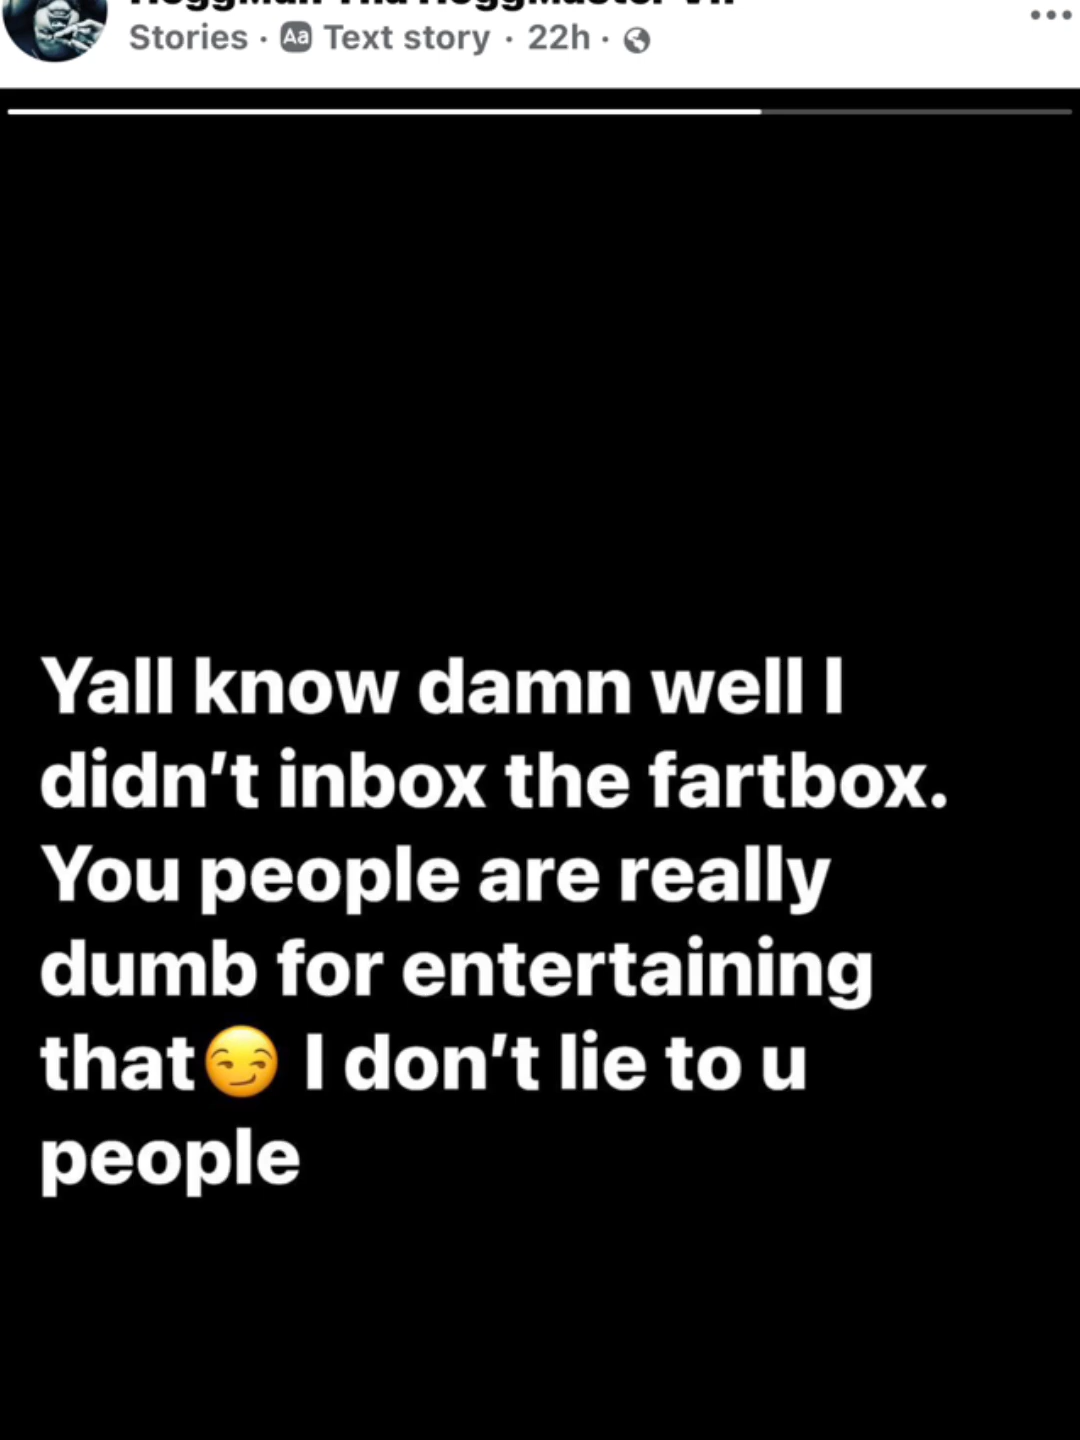 Stories · Aa Text story · 22h ·
Yall know damn well I
didn't inbox the fartbox.
You people are really
dumb for entertaining
that😏 I don't lie to u
people